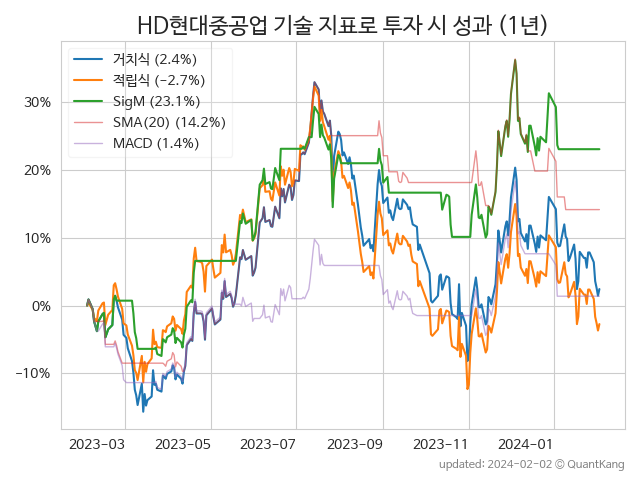 HD현대중공업 기술 지표로 투자 시 성과 (1년)
거치식 (2.4%)
적립식 (−2.7%)
SigM (23.1%)
SMA(20) (14.2%)
MACD (1.4%)
30%
20%
10%
0%
−10%
2023-03 2023-05 2023-07 2023-09 2023-11 2024-01
updated: 2024-02-02 © QuantKang